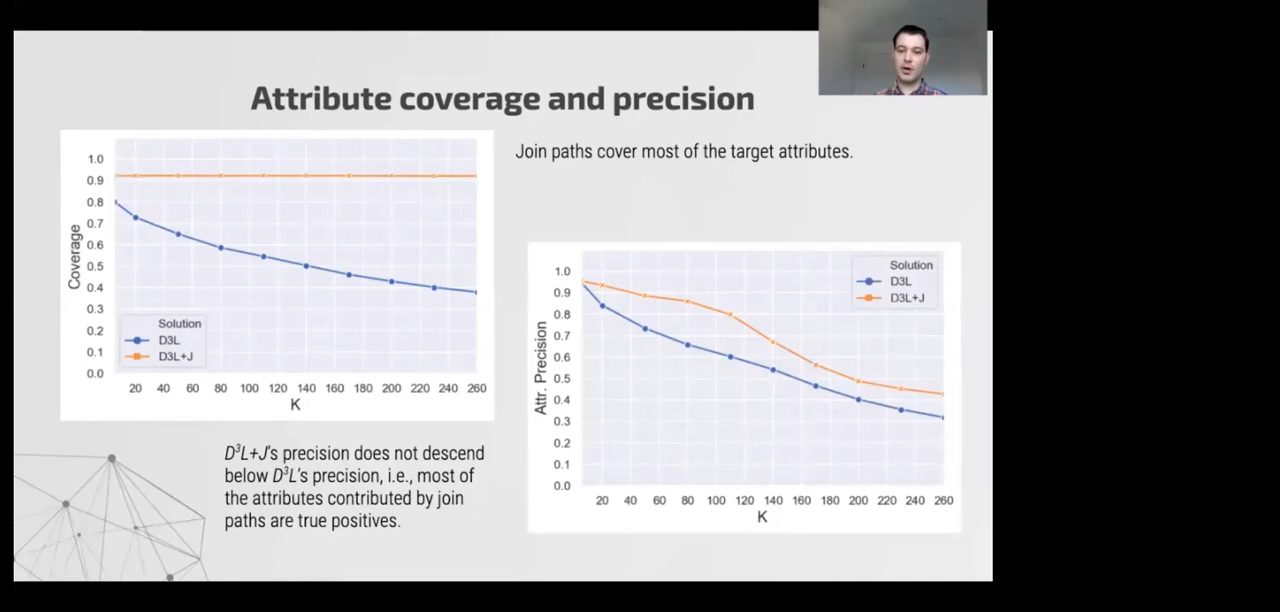 Attribute coverage and precision
Join paths cover most of the target attributes.
1.0
0.9
0.8
0.7
0.6
0.5
0.4
0.3
0.2
0.1
0.0
Coverage
Solution
D3L
D3L+J
20 40 60 80 100 120 140 160 180 200 220 240 260
K
1.0
0.9
0.8
0.7
0.6
0.5
0.4
0.3
0.2
0.1
0.0
Attr. Precision
Solution
D3L
D3L+J
20 40 60 80 100 120 140 160 180 200 220 240 260
K
D³L+J's precision does not descend
below D³L's precision, i.e., most of
the attributes contributed by join
paths are true positives.